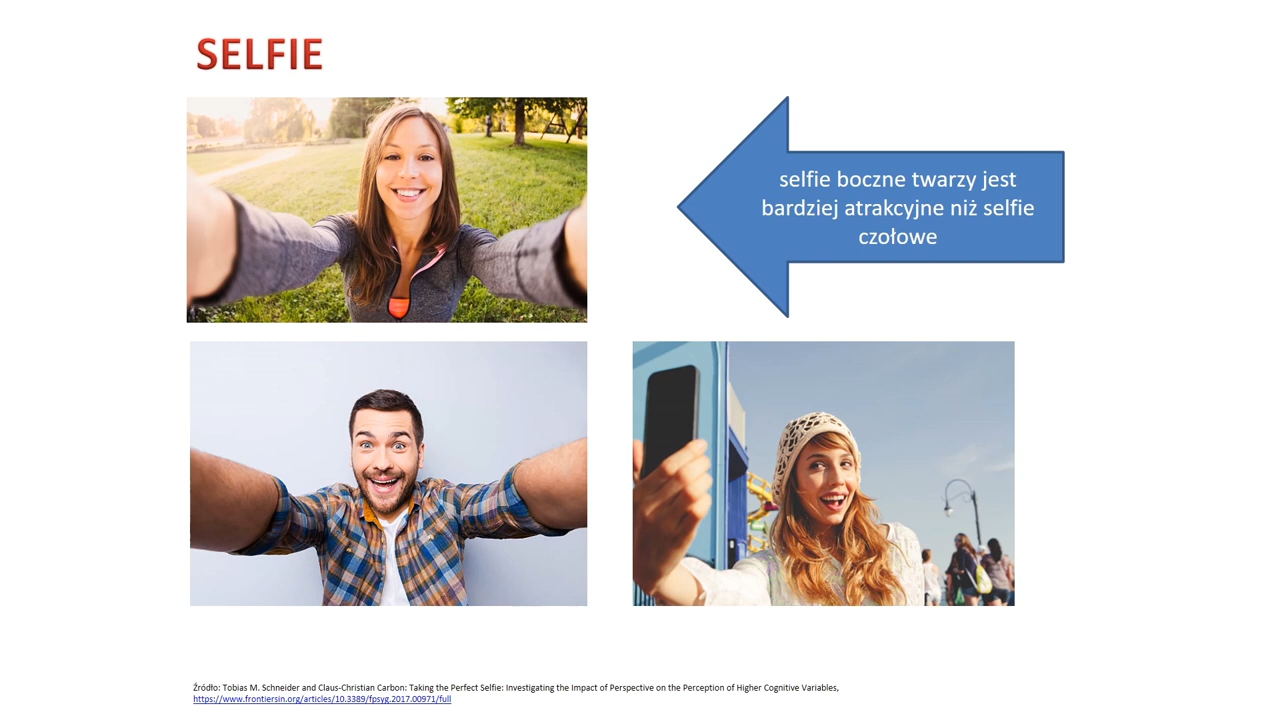 SELFIE
selfie boczne twarzy jest
bardziej atrakcyjne niż selfie
czołowe
Źródło: Tobias M. Schneider and Claus-Christian Carbon: Taking the Perfect Selfie: Investigating the Impact of Perspective on the Perception of Higher Cognitive Variables,
https://www.frontiersin.org/articles/10.3389/fpsyg.2017.00971/full